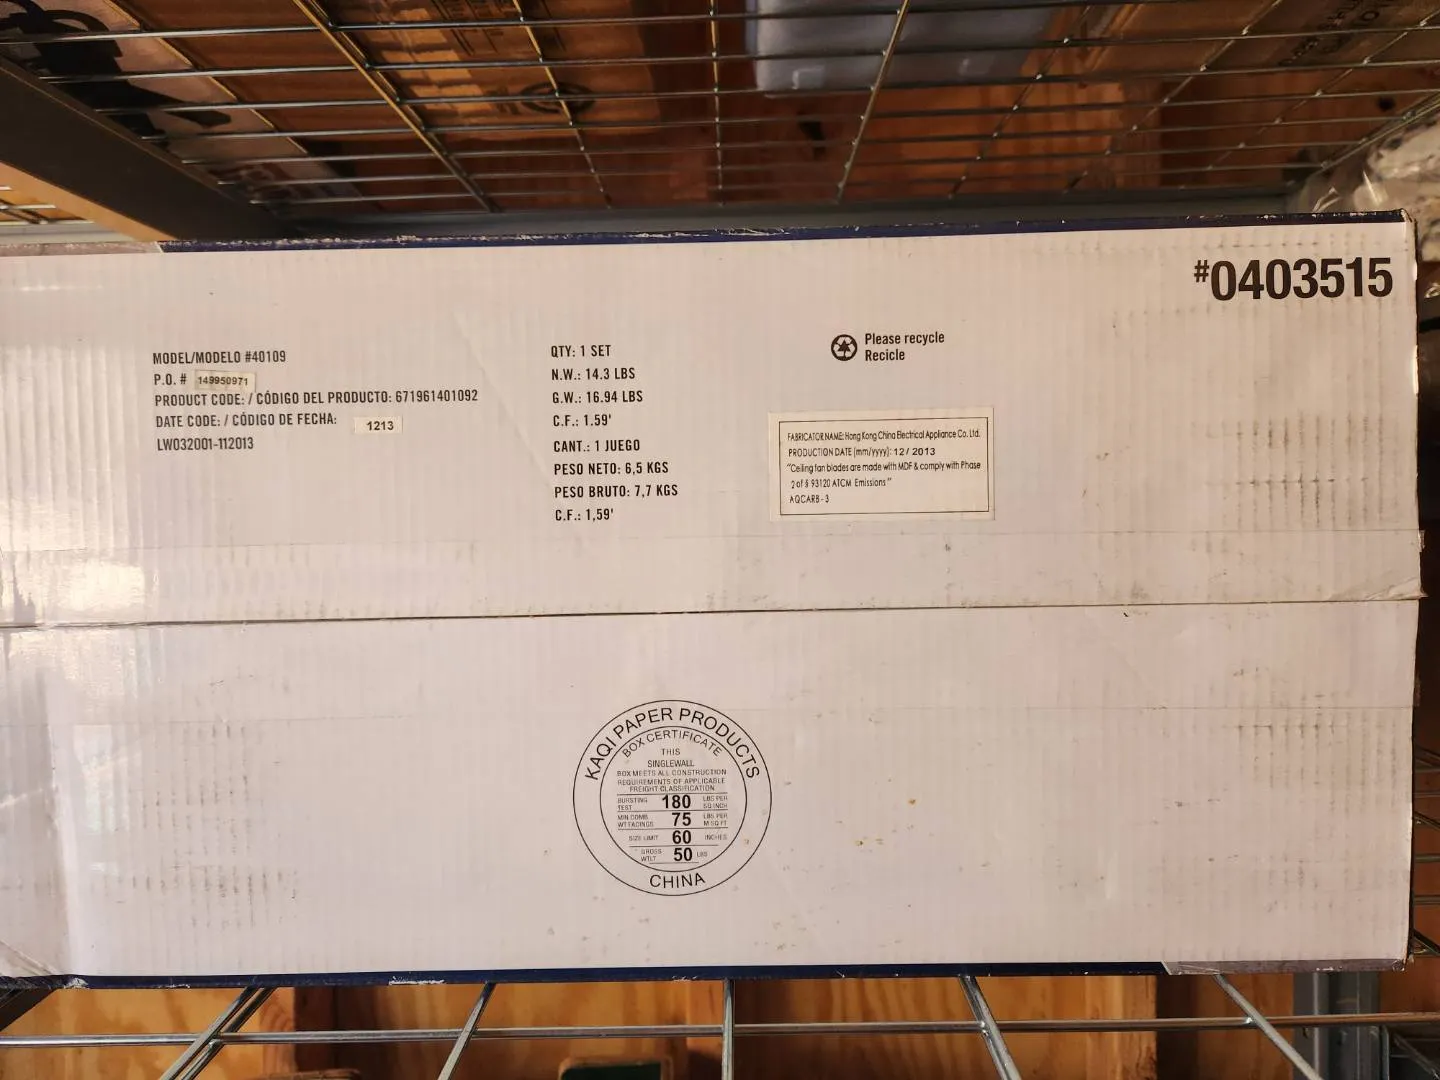 #0403515
MODEL/MODELO #40109
P.O. # 149950971
PRODUCT CODE: / CÓDIGO DEL PRODUCTO: 671961401092
DATE CODE: / CÓDIGO DE FECHA: 1213
LW032001-112013
QTY: 1 SET
N.W.: 14.3 LBS
G.W.: 16.94 LBS
C.F.: 1.59'
CANT.: 1 JUEGO
PESO NETO: 6,5 KGS
PESO BRUTO: 7,7 KGS
C.F.: 1,59'
Please recycle
Recicle
FABRICATOR NAME: Hong Kong China Electrical Appliance Co. Ltd.
PRODUCTION DATE (mm/yyyy): 12 / 2013
"Ceiling fan blades are made with MDF & comply with Phase
2 of § 93120 ATCM Emissions"
AQCARB-3
KAQI PAPER PRODUCTS
BOX CERTIFICATE
THIS
SINGLEWALL
BOX MEETS ALL CONSTRUCTION
REQUIREMENTS OF APPLICABLE
FREIGHT CLASSIFICATION
BURSTING TEST 180 LBS PER SQ INCH
MIN COMB WT FACINGS 75 LBS PER M SQ FT
SIZE LIMIT 60 INCHES
GROSS WTLT 50 LBS
CHINA